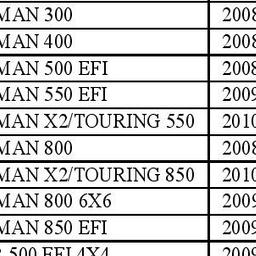 MAN 300 2008
MAN 400 2008
MAN 500 EFI 2008
MAN 550 EFI 2009
MAN X2/TOURING 550 2010
MAN 800 2008
MAN X2/TOURING 850 2010
MAN 800 6X6 2009
MAN 850 EFI 2009
500 EFI 4X4 2009